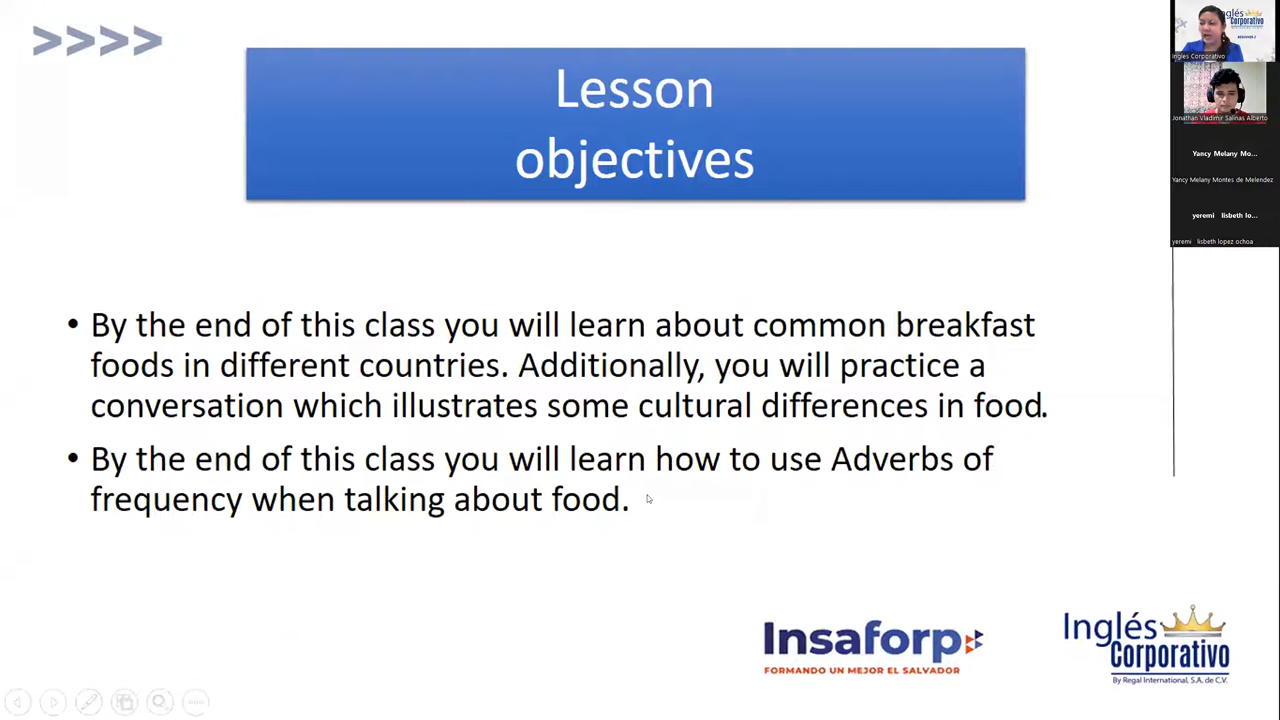 >>>>
Lesson
objectives
• By the end of this class you will learn about common breakfast
foods in different countries. Additionally, you will practice a
conversation which illustrates some cultural differences in food.
• By the end of this class you will learn how to use Adverbs of
frequency when talking about food.
Insaforp
FORMANDO UN MEJOR EL SALVADOR
Inglés
Corporativo
By Regal International, S.A. de C.V.
Inglés
Corporativo
Ingles Corporativo
Jonathan Vladimir Salinas Alberto
Yancy Melany Mo...
Yancy Melany Montes de Melendez
yeremi lisbeth lo...
yeremi lisbeth lopez ochoa